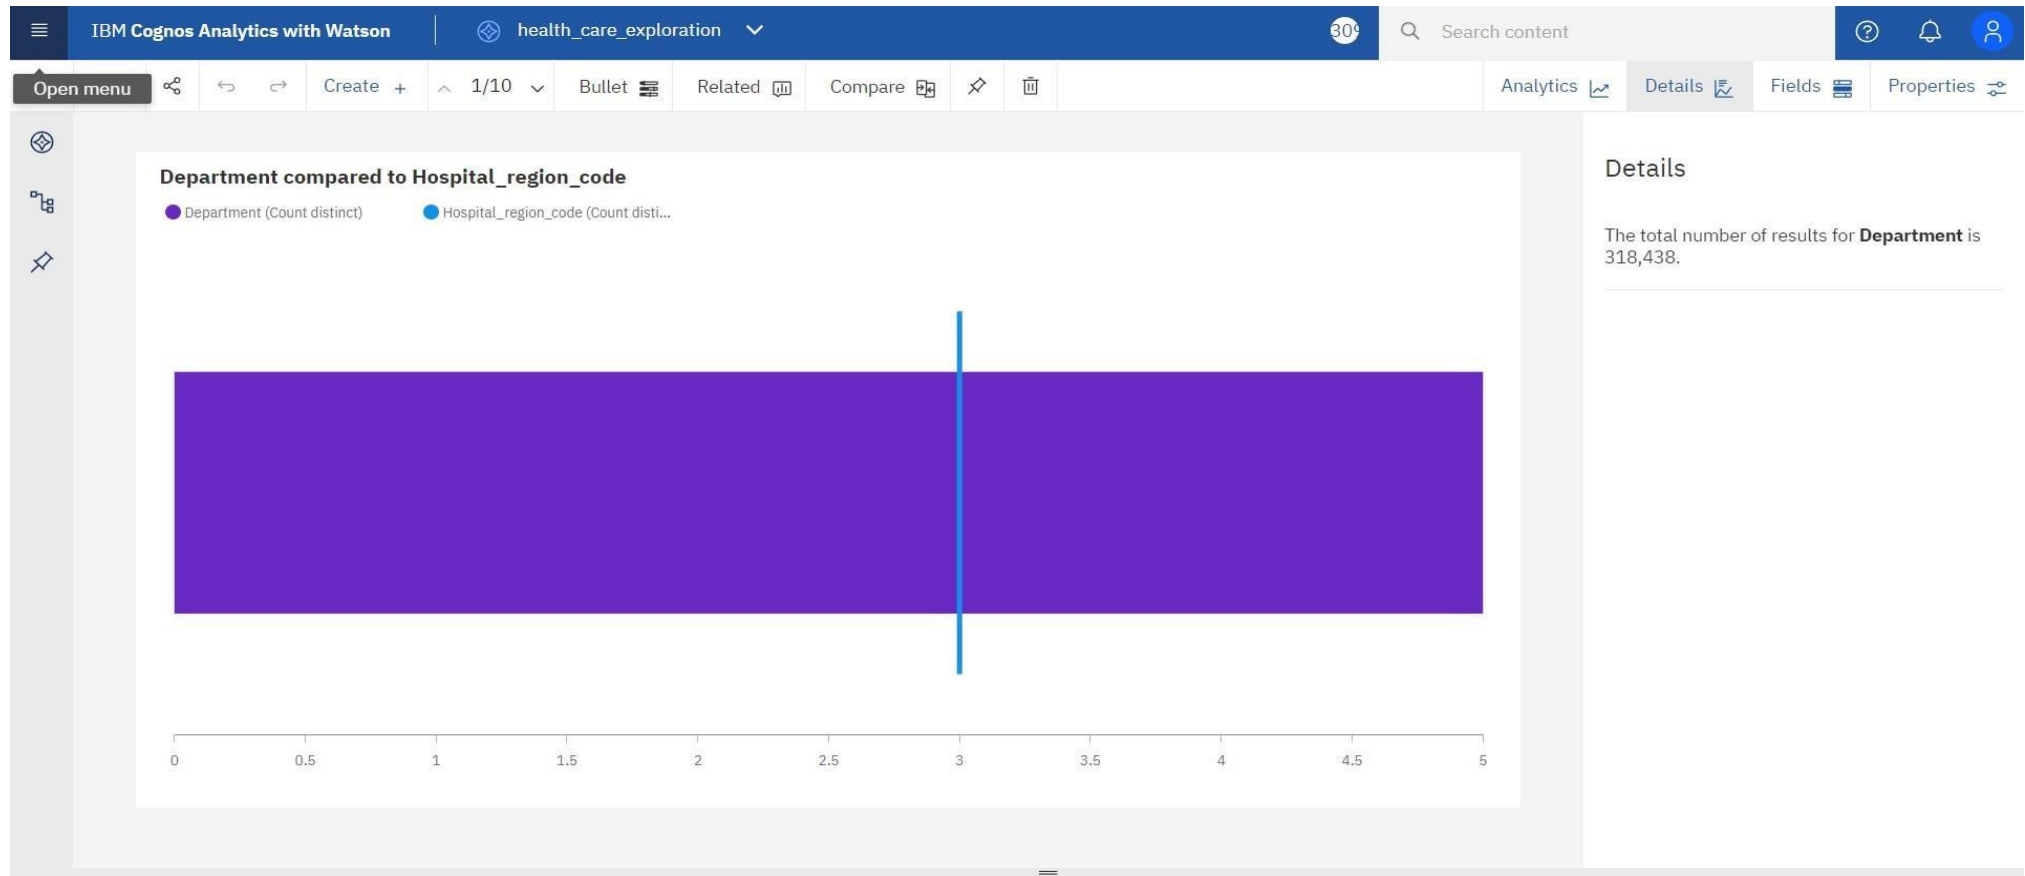 IBM Cognos Analytics with Watson
health_care_exploration
Search content
Open menu
Create +
1/10
Bullet
Related
Compare
Analytics
Details
Fields
Properties
Department compared to Hospital_region_code
Department (Count distinct)
Hospital_region_code (Count disti...
0
0.5
1
1.5
2
2.5
3
3.5
4
4.5
5
Details
The total number of results for Department is
318,438.